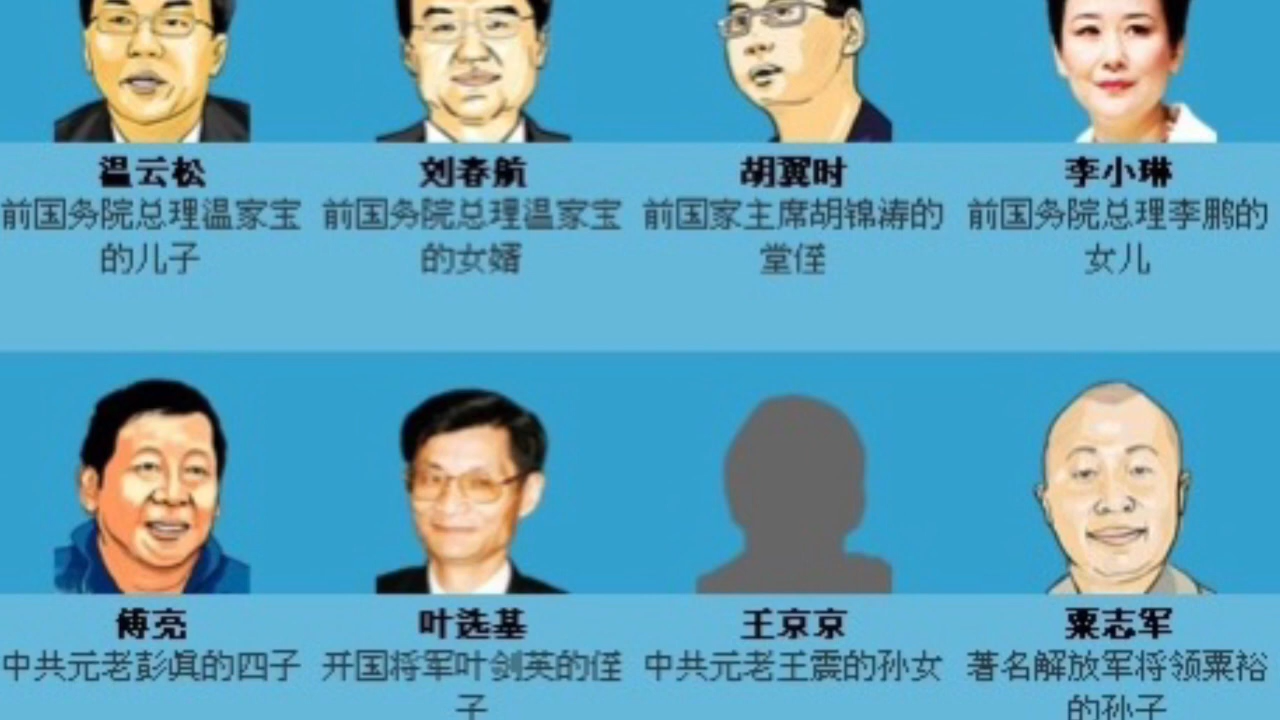 温云松 刘春航 胡翼时 李小琳
前国务院总理温家宝 前国务院总理温家宝 前国家主席胡锦涛的 前国务院总理李鹏的
的儿子 的女婿 堂侄 女儿
傅亮 叶选基 王京京 粟志军
中共元老彭真的四子 开国将军叶剑英的侄 中共元老王震的孙女 著名解放军将领粟裕
子 的孙子